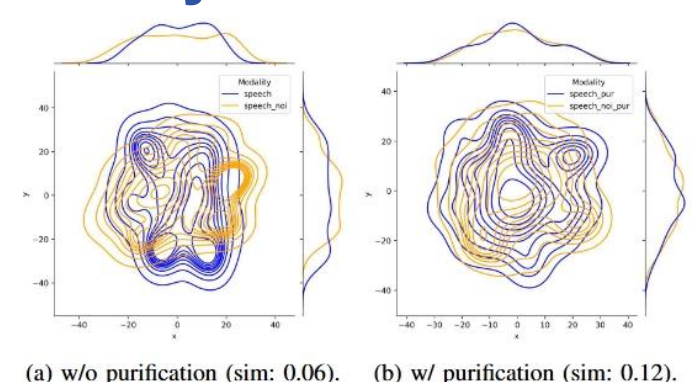 Modality
speech
speech_noi
40
20
0
−20
−40
y
−40
−20
0
20
40
x
Modality
speech_pur
speech_noi_pur
40
20
0
−20
−40
y
−40
−30
−20
−10
0
10
20
30
40
x
(a) w/o purification (sim: 0.06).
(b) w/ purification (sim: 0.12).